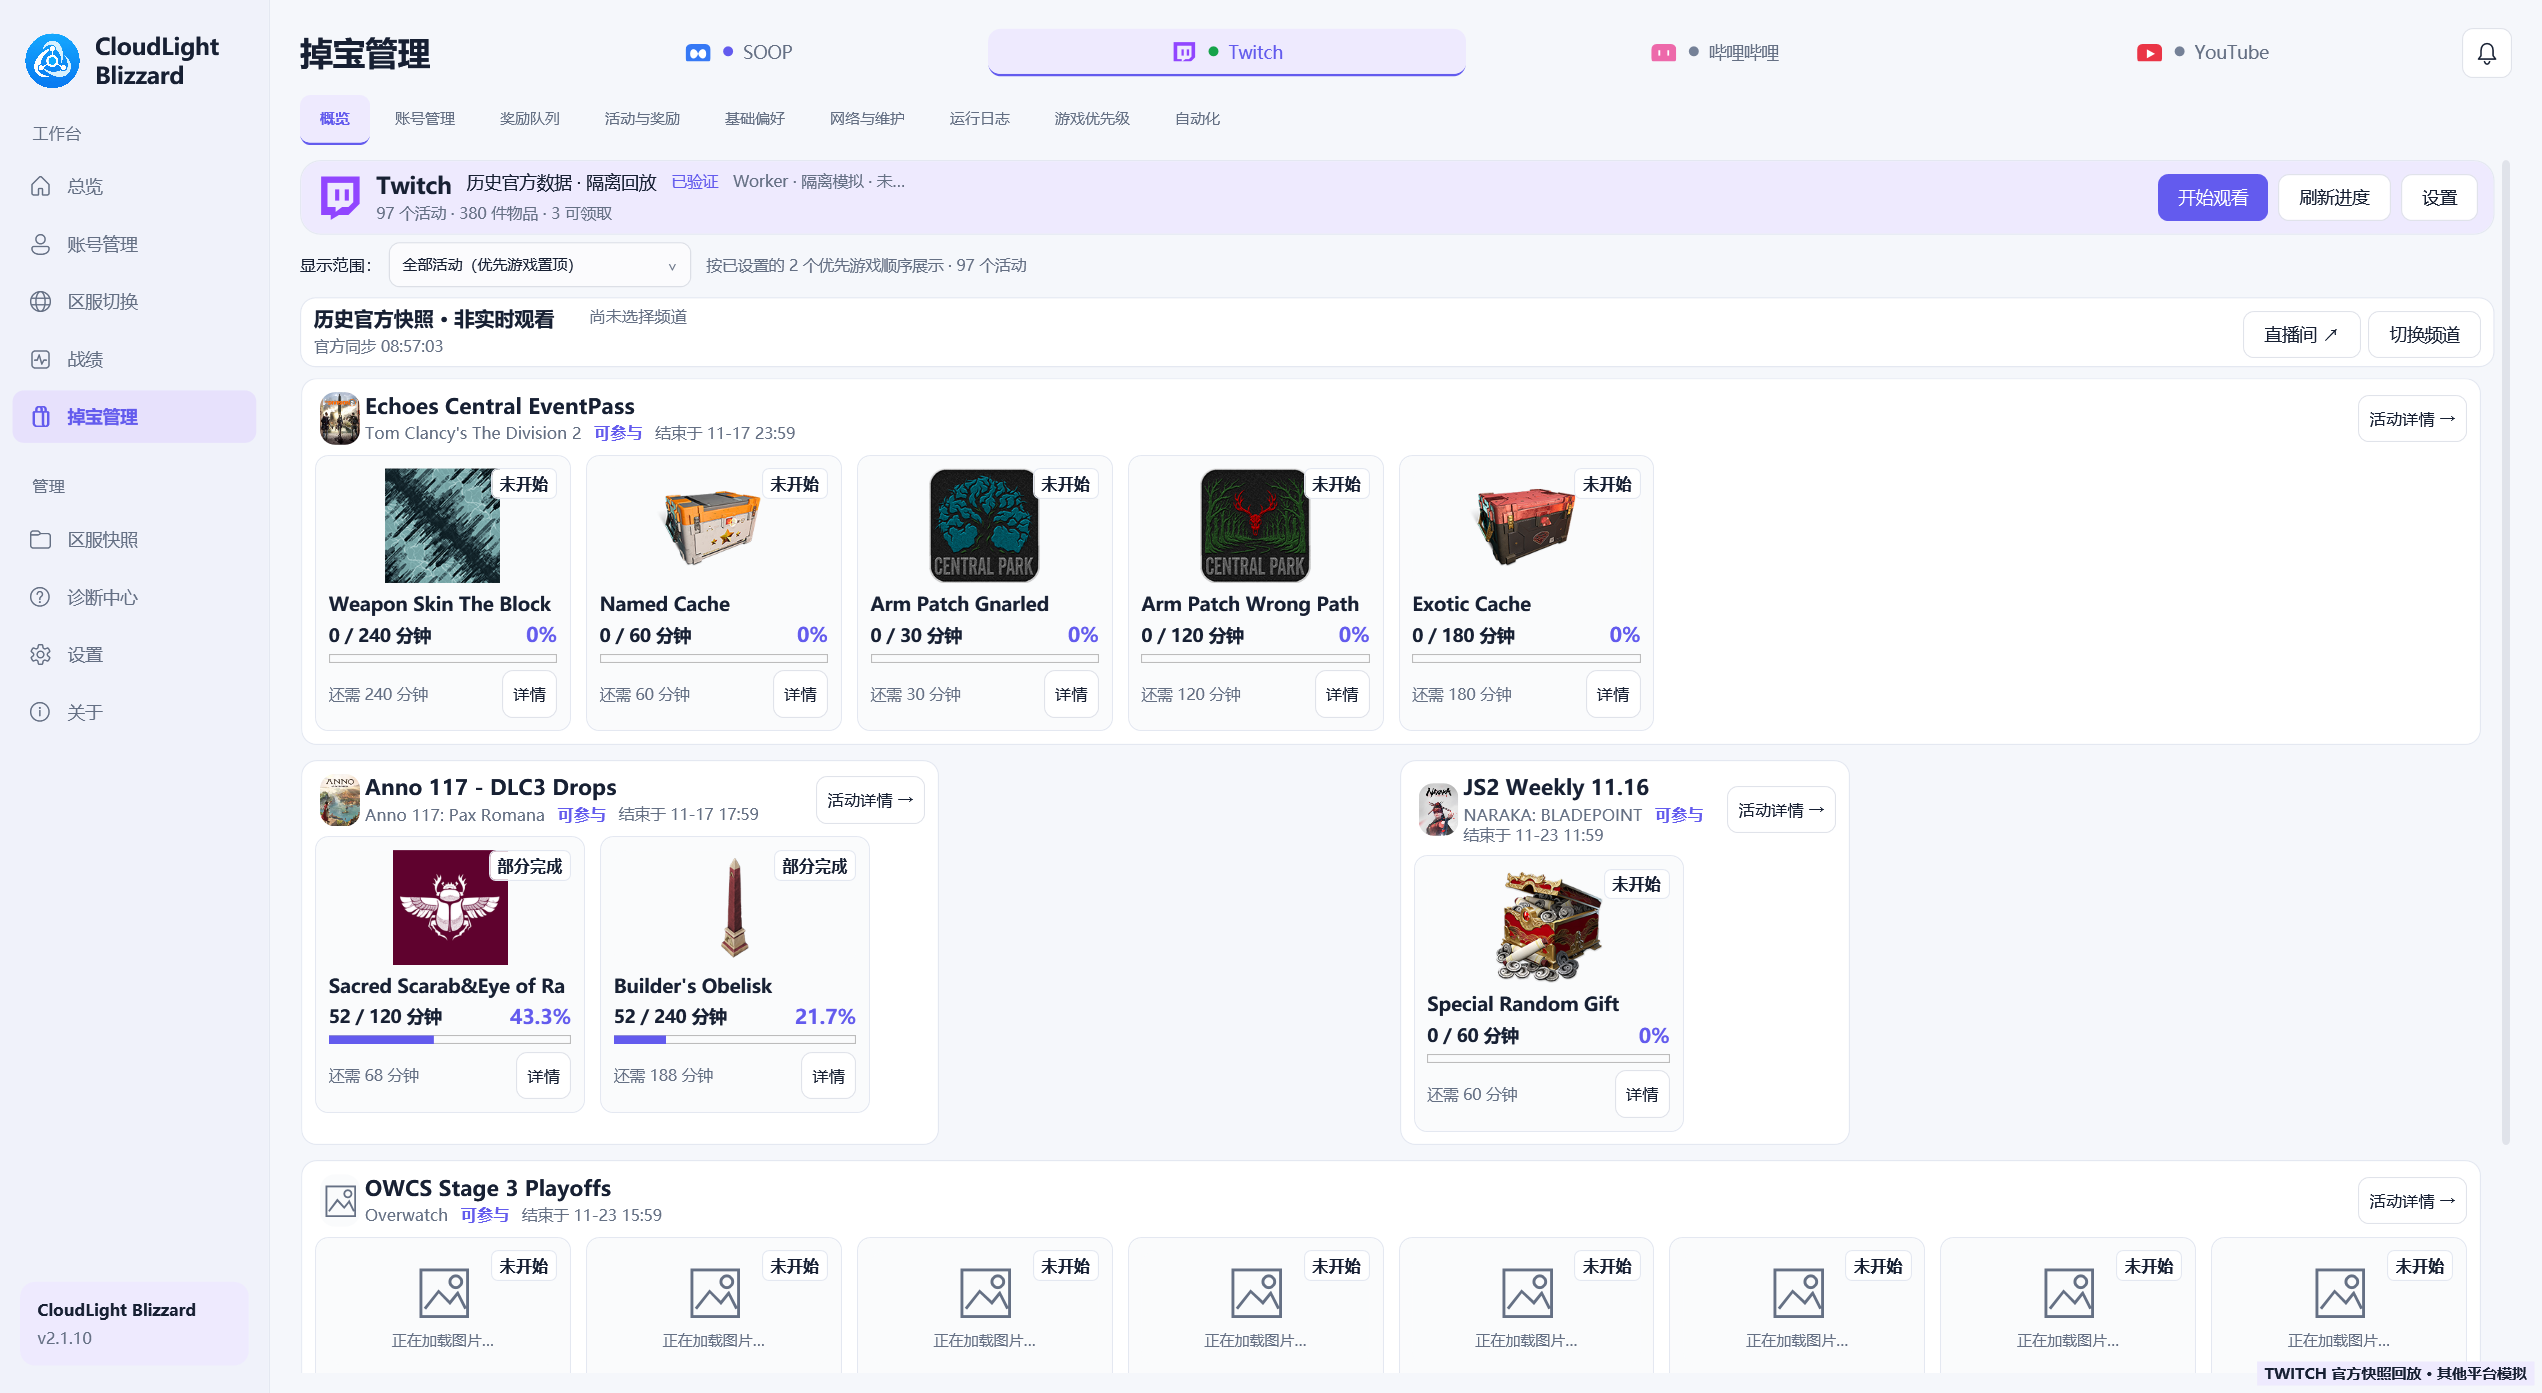 CloudLight
Blizzard
工作台
总览
账号管理
区服切换
战绩
掉宝管理
管理
区服快照
诊断中心
设置
关于
CloudLight Blizzard
v2.1.10
掉宝管理
SOOP
Twitch
哔哩哔哩
YouTube
概览
账号管理
奖励队列
活动与奖励
基础偏好
网络与维护
运行日志
游戏优先级
自动化
Twitch 历史官方数据 · 隔离回放 已验证 Worker · 隔离模拟 · 未...
97 个活动 · 380 件物品 · 3 可领取
开始观看
刷新进度
设置
显示范围： 全部活动（优先游戏置顶） 按已设置的 2 个优先游戏顺序展示 · 97 个活动
历史官方快照 · 非实时观看 尚未选择频道
官方同步 08:57:03
直播间 ↗
切换频道
Echoes Central EventPass
Tom Clancy's The Division 2 可参与 结束于 11-17 23:59
活动详情 →
未开始
Weapon Skin The Block
0 / 240 分钟 0%
还需 240 分钟 详情
未开始
Named Cache
0 / 60 分钟 0%
还需 60 分钟 详情
CENTRAL PARK
未开始
Arm Patch Gnarled
0 / 30 分钟 0%
还需 30 分钟 详情
CENTRAL PARK
未开始
Arm Patch Wrong Path
0 / 120 分钟 0%
还需 120 分钟 详情
未开始
Exotic Cache
0 / 180 分钟 0%
还需 180 分钟 详情
ANNO
Anno 117 - DLC3 Drops
Anno 117: Pax Romana 可参与 结束于 11-17 17:59
活动详情 →
部分完成
Sacred Scarab&Eye of Ra
52 / 120 分钟 43.3%
还需 68 分钟 详情
部分完成
Builder's Obelisk
52 / 240 分钟 21.7%
还需 188 分钟 详情
NARAKA
JS2 Weekly 11.16
NARAKA: BLADEPOINT 可参与
结束于 11-23 11:59
活动详情 →
未开始
Special Random Gift
0 / 60 分钟 0%
还需 60 分钟 详情
OWCS Stage 3 Playoffs
Overwatch 可参与 结束于 11-23 15:59
活动详情 →
未开始
正在加载图片...
未开始
正在加载图片...
未开始
正在加载图片...
未开始
正在加载图片...
未开始
正在加载图片...
未开始
正在加载图片...
未开始
正在加载图片...
未开始
正在加载图片...
TWITCH 官方快照回放 · 其他平台模拟